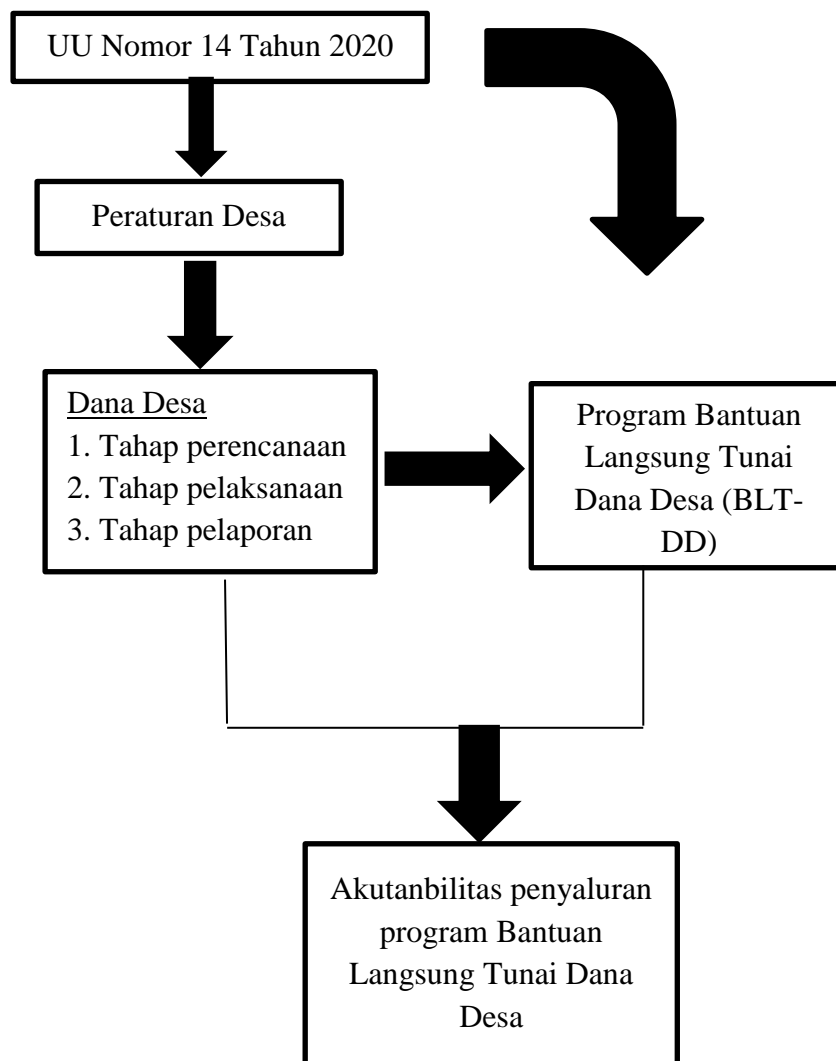 UU Nomor 14 Tahun 2020
Peraturan Desa
Dana Desa
1. Tahap perencanaan
2. Tahap pelaksanaan
3. Tahap pelaporan
Program Bantuan
Langsung Tunai
Dana Desa (BLT-
DD)
Akutanbilitas penyaluran
program Bantuan
Langsung Tunai Dana
Desa